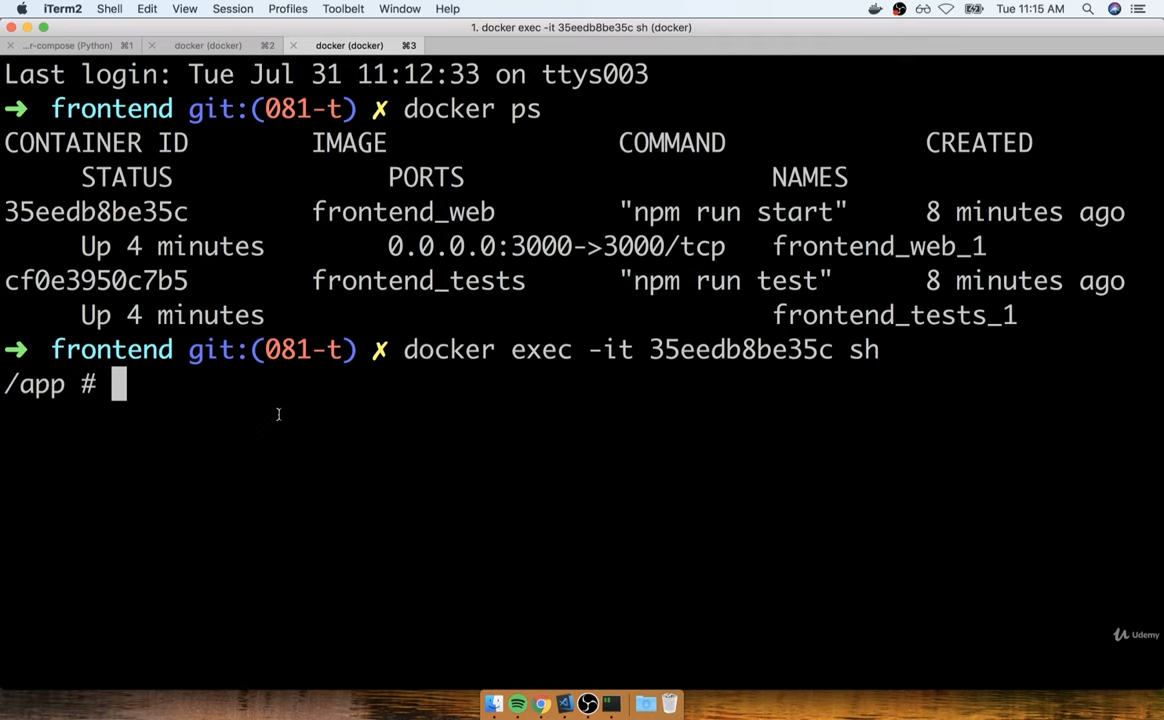 iTerm2 Shell Edit View Session Profiles Toolbelt Window Help Tue 11:15 AM
1. docker exec -it 35eedb8be35c sh (docker)
...r-compose (Python) ⌘1 docker (docker) ⌘2 docker (docker) ⌘3
Last login: Tue Jul 31 11:12:33 on ttys003
➜ frontend git:(081-t) ✗ docker ps
CONTAINER ID IMAGE COMMAND CREATED
STATUS PORTS NAMES
35eedb8be35c frontend_web "npm run start" 8 minutes ago
Up 4 minutes 0.0.0.0:3000->3000/tcp frontend_web_1
cf0e3950c7b5 frontend_tests "npm run test" 8 minutes ago
Up 4 minutes frontend_tests_1
➜ frontend git:(081-t) ✗ docker exec -it 35eedb8be35c sh
/app #
Udemy